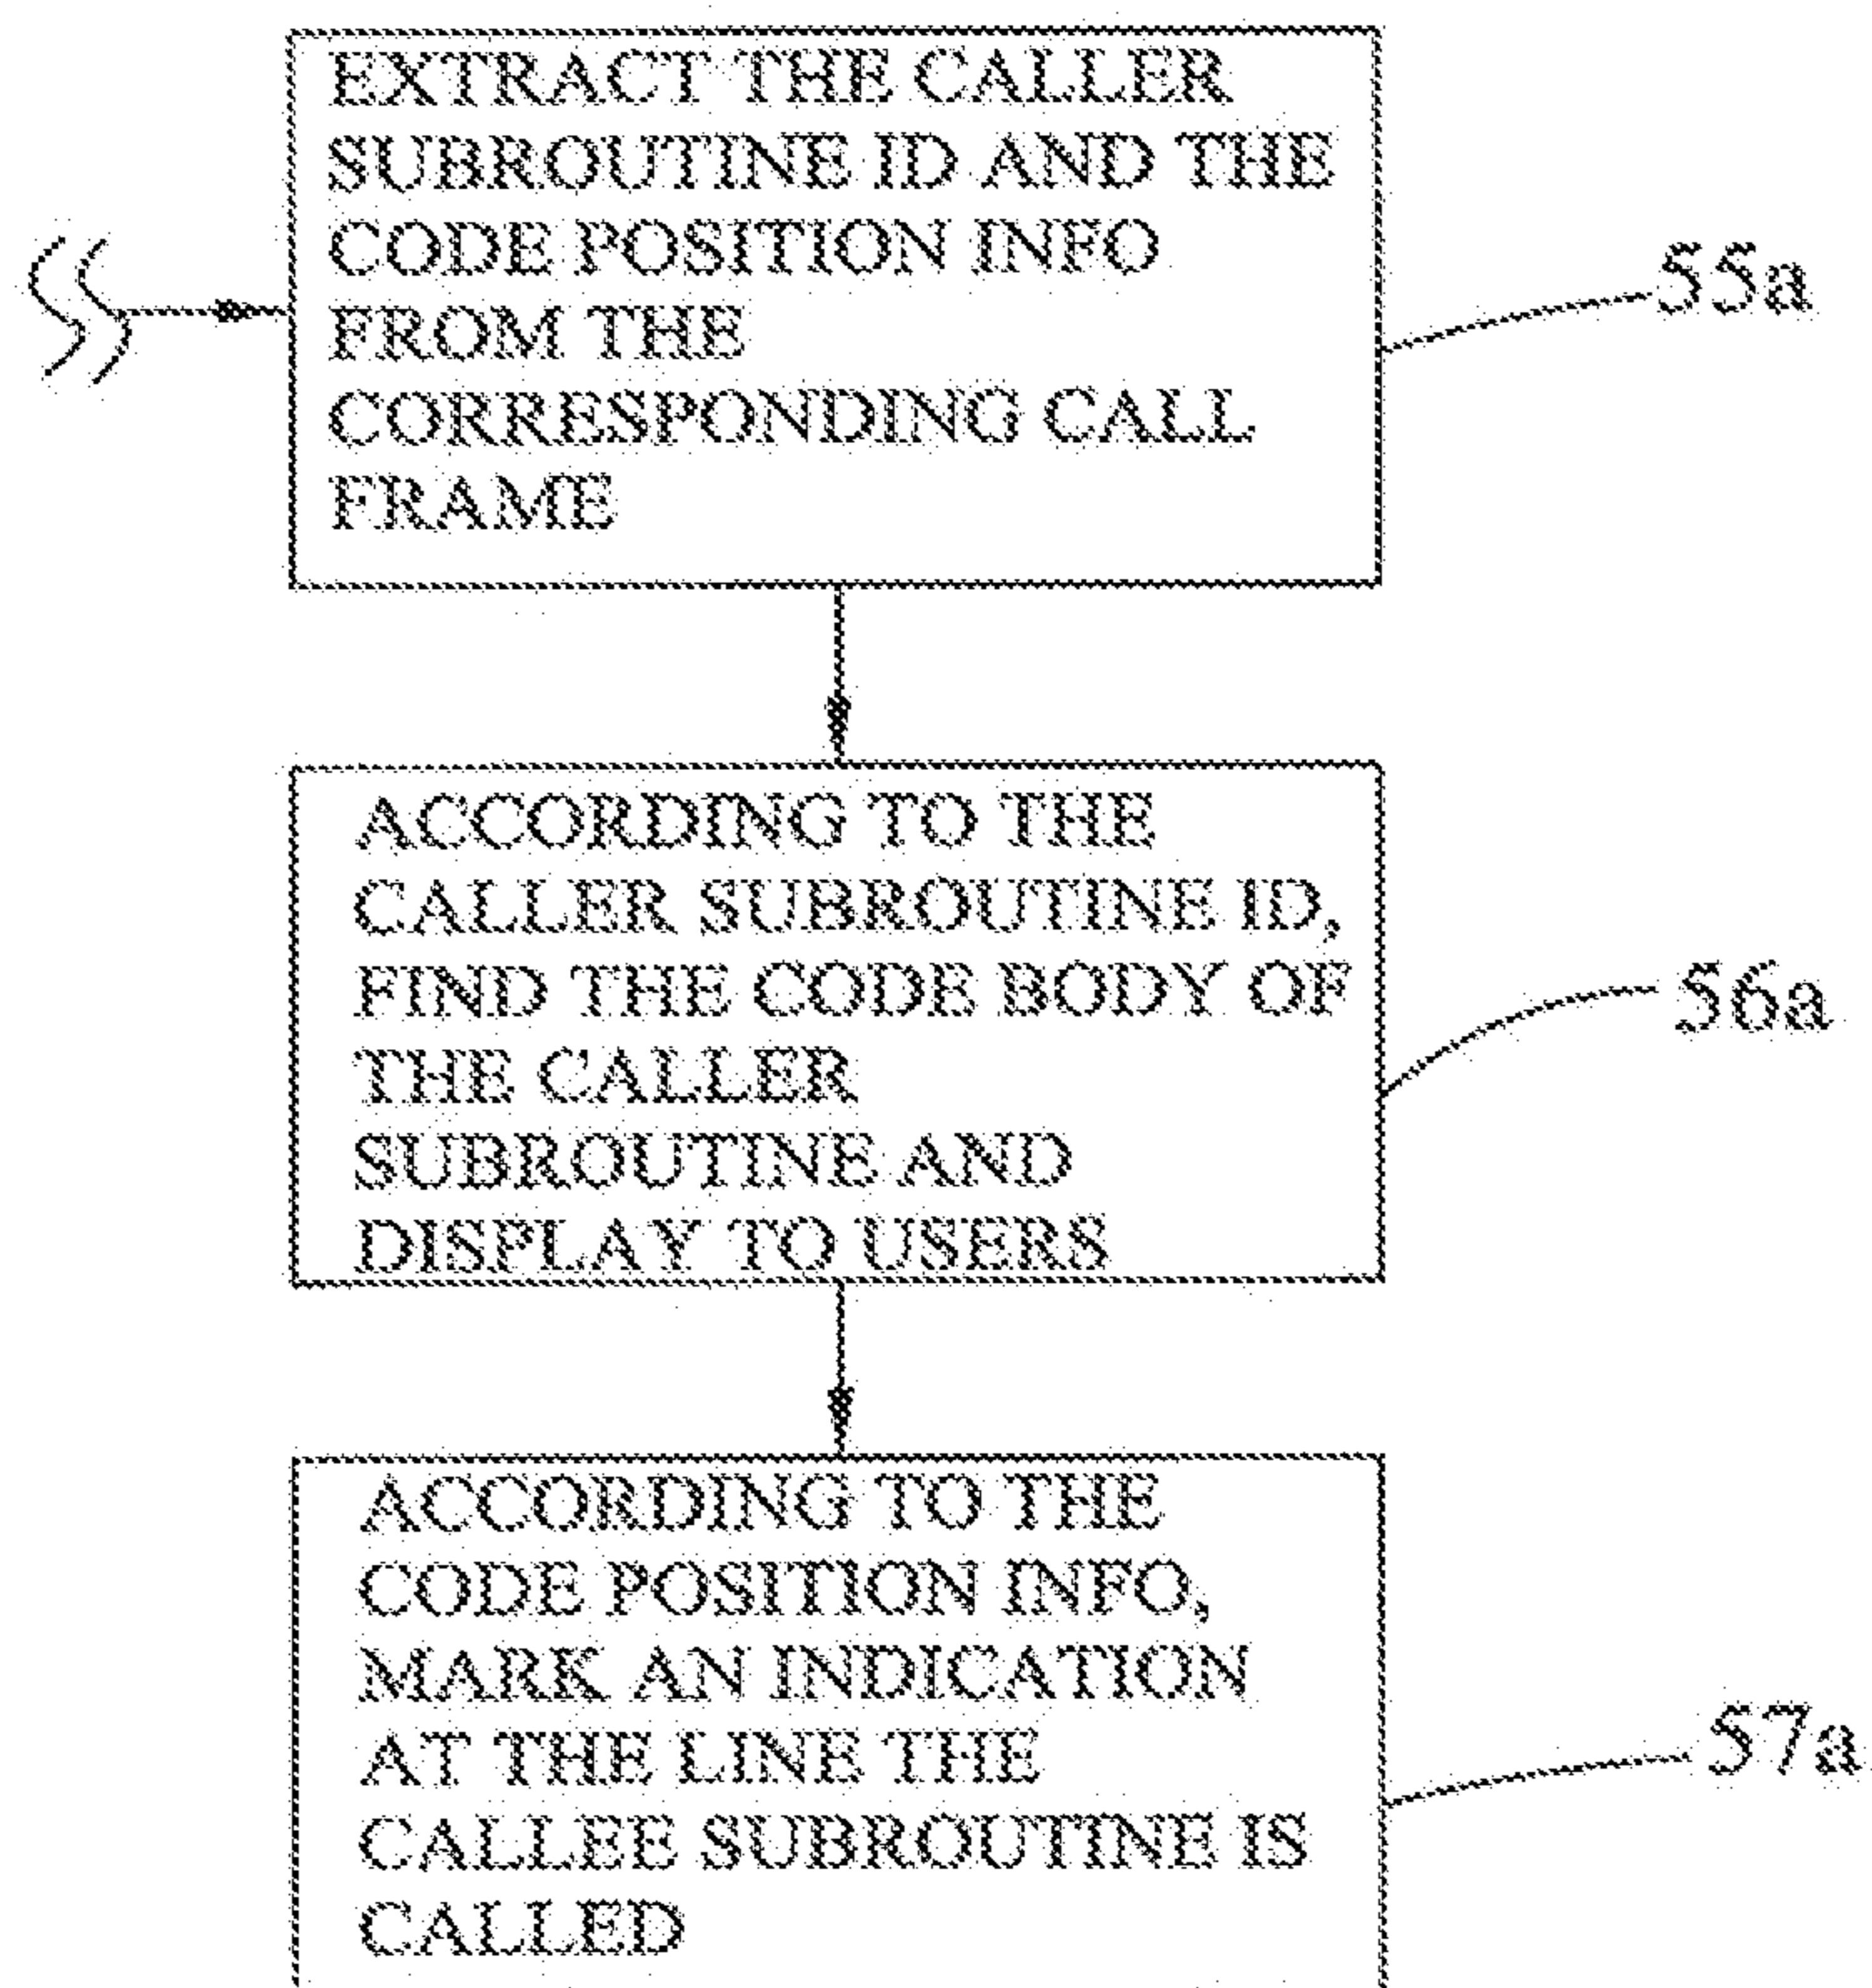 EXTRACT THE CALLER
SUBROUTINE ID AND THE
CODE POSITION INFO
FROM THE
CORRESPONDING CALL
FRAME
55a
ACCORDING TO THE
CALLER SUBROUTINE ID,
FIND THE CODE BODY OF
THE CALLER
SUBROUTINE AND
DISPLAY TO USERS
56a
ACCORDING TO THE
CODE POSITION INFO,
MARK AN INDICATION
AT THE LINE THE
CALLEE SUBROUTINE IS
CALLED
57a